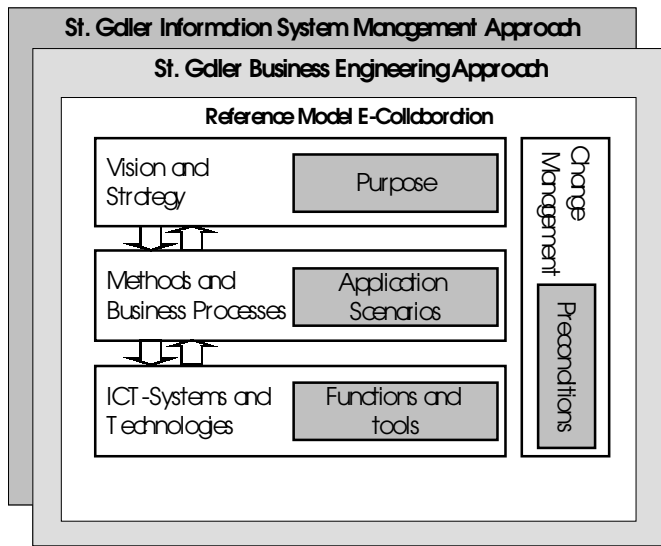 St. Galler Information System Management Approach
St. Galler Business Engineering Approach
Reference Model E-Collaboration
Vision and
Strategy
Purpose
Change
Management
Methods and
Business Processes
Application
Scenarios
Preconditions
ICT-Systems and
Technologies
Functions and
tools